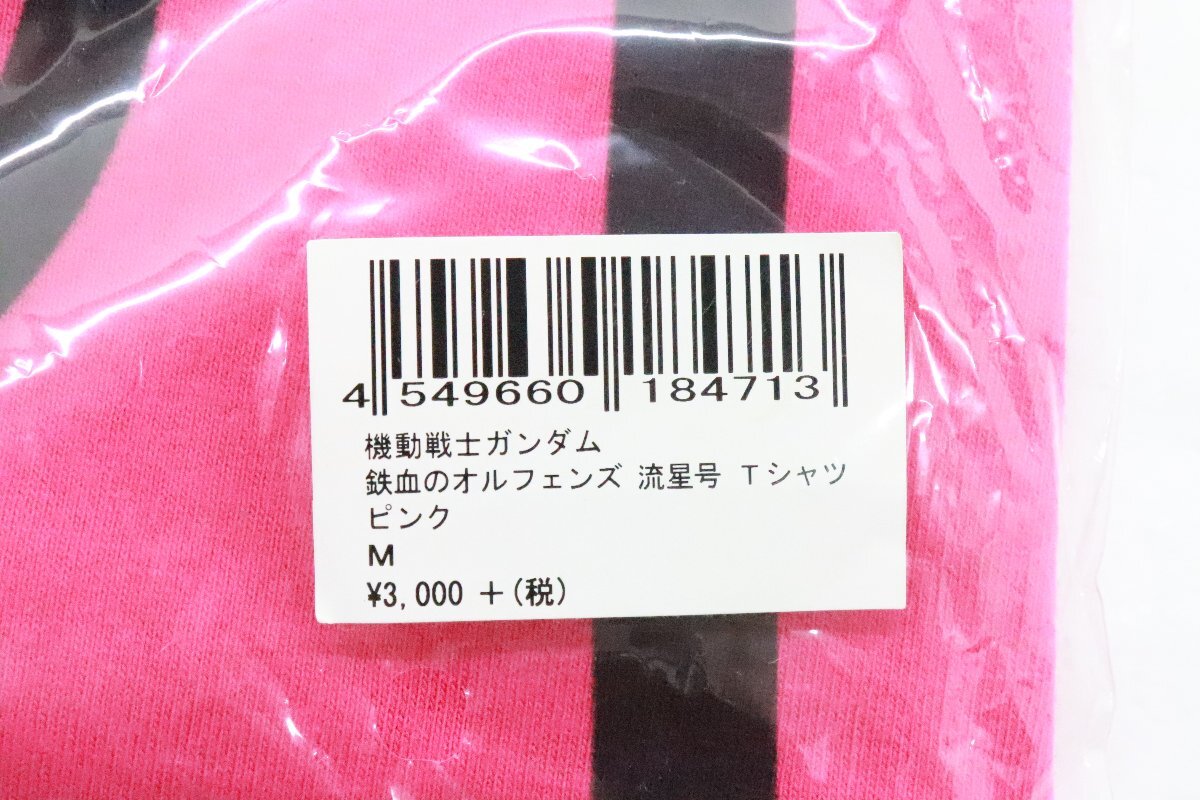 4 549660 184713
機動戦士ガンダム
鉄血のオルフェンズ 流星号 Tシャツ
ピンク
M
¥3,000 +(税)